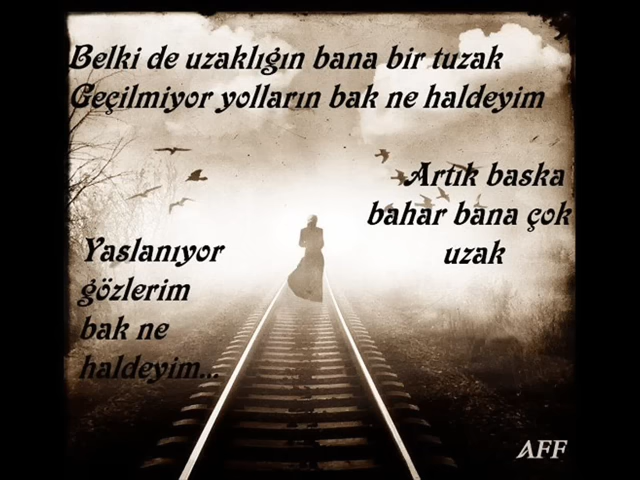 Belki de uzaklığın bana bir tuzak
Geçilmiyor yolların bak ne haldeyim
Artık baska
bahar bana çok
uzak
Yaslanıyor
gözlerim
bak ne
haldeyim...
AFF